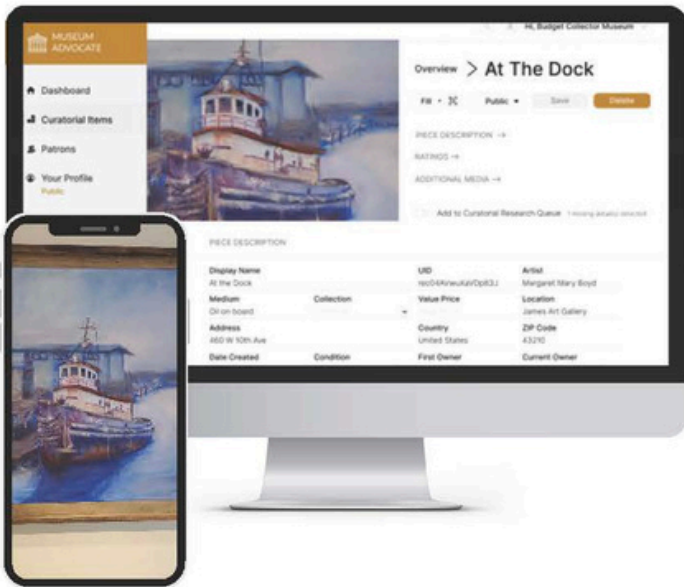 MUSEUM
ADVOCATE
Hi, Budget Collector Museum
Dashboard
Curatorial Items
Patrons
Your Profile
Public
Overview > At The Dock
Fill
Public
Save
Delete
PIECE DESCRIPTION →
RATINGS →
ADDITIONAL MEDIA →
Add to Curatorial Research Queue
PIECE DESCRIPTION
Display Name
UID
Artist
At the Dock
Margaret Mary Boyd
Medium
Collection
Value Price
Location
Oil on board
James Art Gallery
Address
Country
ZIP Code
460 W 10th Ave
United States
43210
Date Created
Condition
First Owner
Current Owner